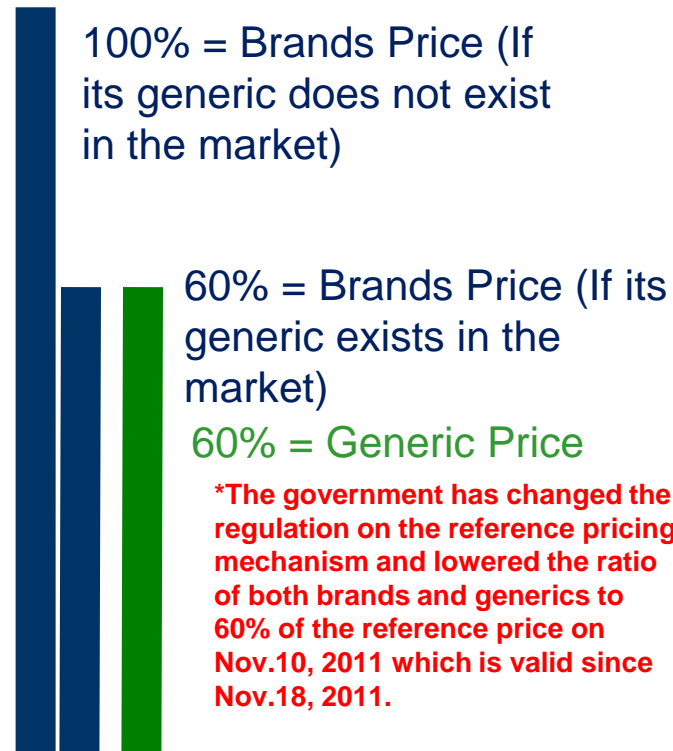 100% = Brands Price (If
its generic does not exist
in the market)
60% = Brands Price (If its
generic exists in the
market)
60% = Generic Price
*The government has changed the
regulation on the reference pricing
mechanism and lowered the ratio
of both brands and generics to
60% of the reference price on
Nov.10, 2011 which is valid since
Nov.18, 2011.